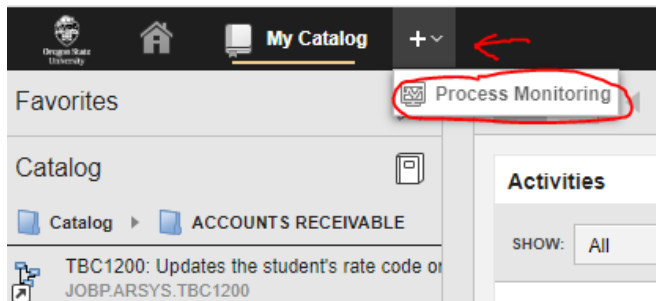 Oregon State
University
My Catalog
+
Process Monitoring
Favorites
Catalog
Activities
Catalog ACCOUNTS RECEIVABLE
SHOW: All
TBC1200: Updates the student's rate code or
JOBP.ARSYS.TBC1200